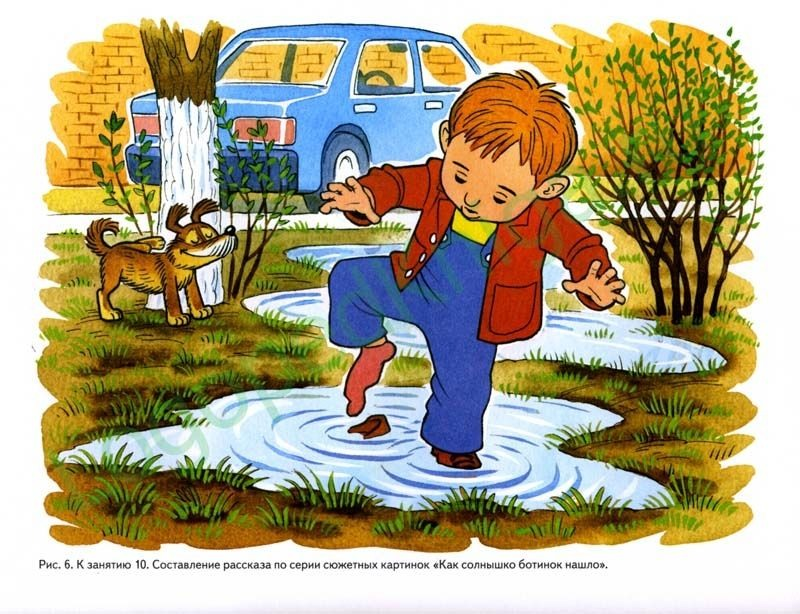 Рис. 6. К занятию 10. Составление рассказа по серии сюжетных картинок «Как солнышко ботинок нашло».